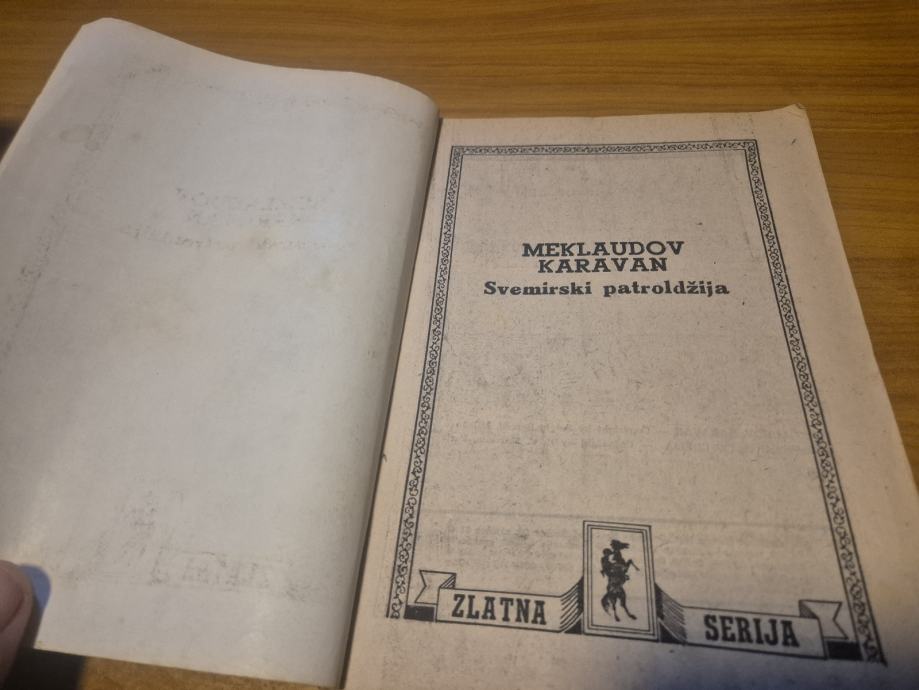 MEKLAUDOV
KARAVAN
Svemirski patroldžija
ZLATNA SERIJA